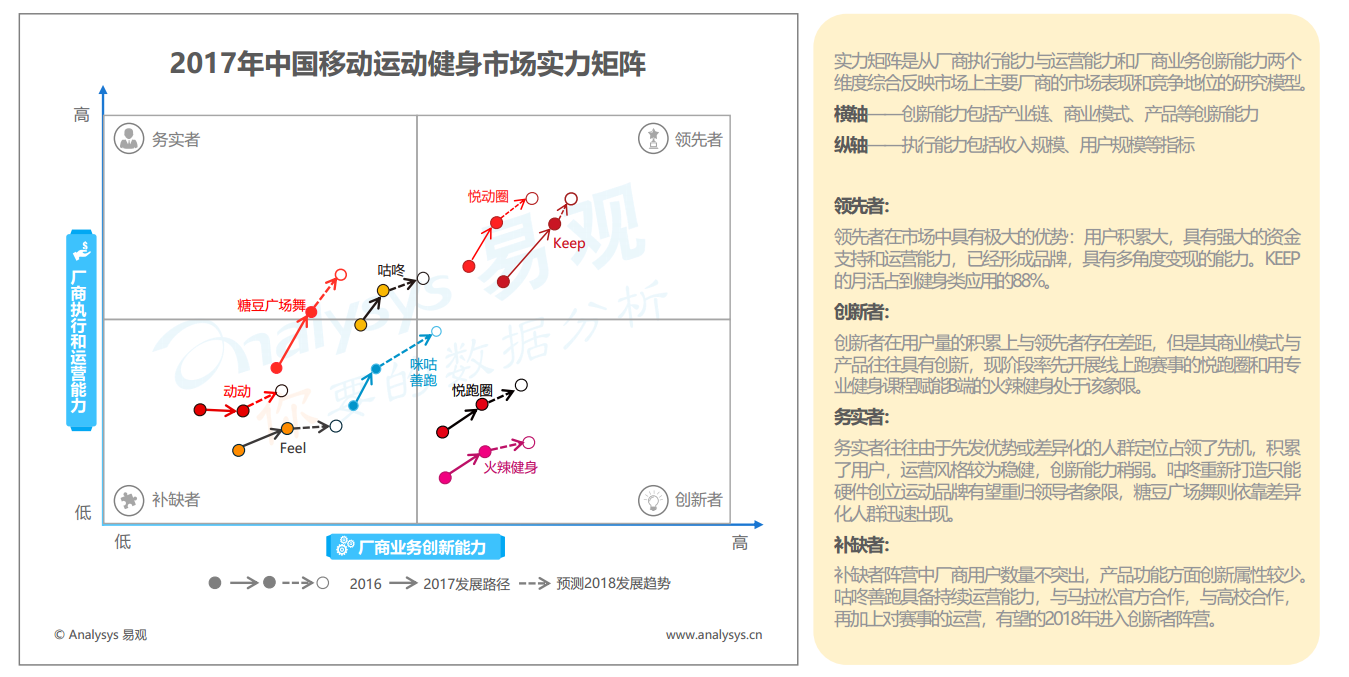 2017年中国移动运动健身市场实力矩阵
高
务实者
领先者
悦动圈
Keep
咕咚
糖豆广场舞
咪咕
善跑
动动
悦跑圈
Feel
火辣健身
厂商执行和运营能力
补缺者
创新者
低
低
厂商业务创新能力
高
2016
2017发展路径
预测2018发展趋势
© Analysys 易观
www.analysys.cn
analysys 易观
你要的数据分析
实力矩阵是从厂商执行能力与运营能力和厂商业务创新能力两个
维度综合反映市场上主要厂商的市场表现和竞争地位的研究模型。
横轴——创新能力包括产业链、商业模式、产品等创新能力
纵轴——执行能力包括收入规模、用户规模等指标
领先者:
领先者在市场中具有极大的优势：用户积累大，具有强大的资金
支持和运营能力，已经形成品牌，具有多角度变现的能力。KEEP
的月活占到健身类应用的88%。
创新者:
创新者在用户量的积累上与领先者存在差距，但是其商业模式与
产品往往具有创新，现阶段率先开展线上跑赛事的悦跑圈和用专
业健身课程赋能B端的火辣健身处于该象限。
务实者:
务实者往往由于先发优势或差异化的人群定位占领了先机，积累
了用户，运营风格较为稳健，创新能力稍弱。咕咚重新打造只能
硬件创立运动品牌有望重归领导者象限，糖豆广场舞则依靠差异
化人群迅速出现。
补缺者:
补缺者阵营中厂商用户数量不突出，产品功能方面创新属性较少。
咕咚善跑具备持续运营能力，与马拉松官方合作，与高校合作，
再加上对赛事的运营，有望的2018年进入创新者阵营。